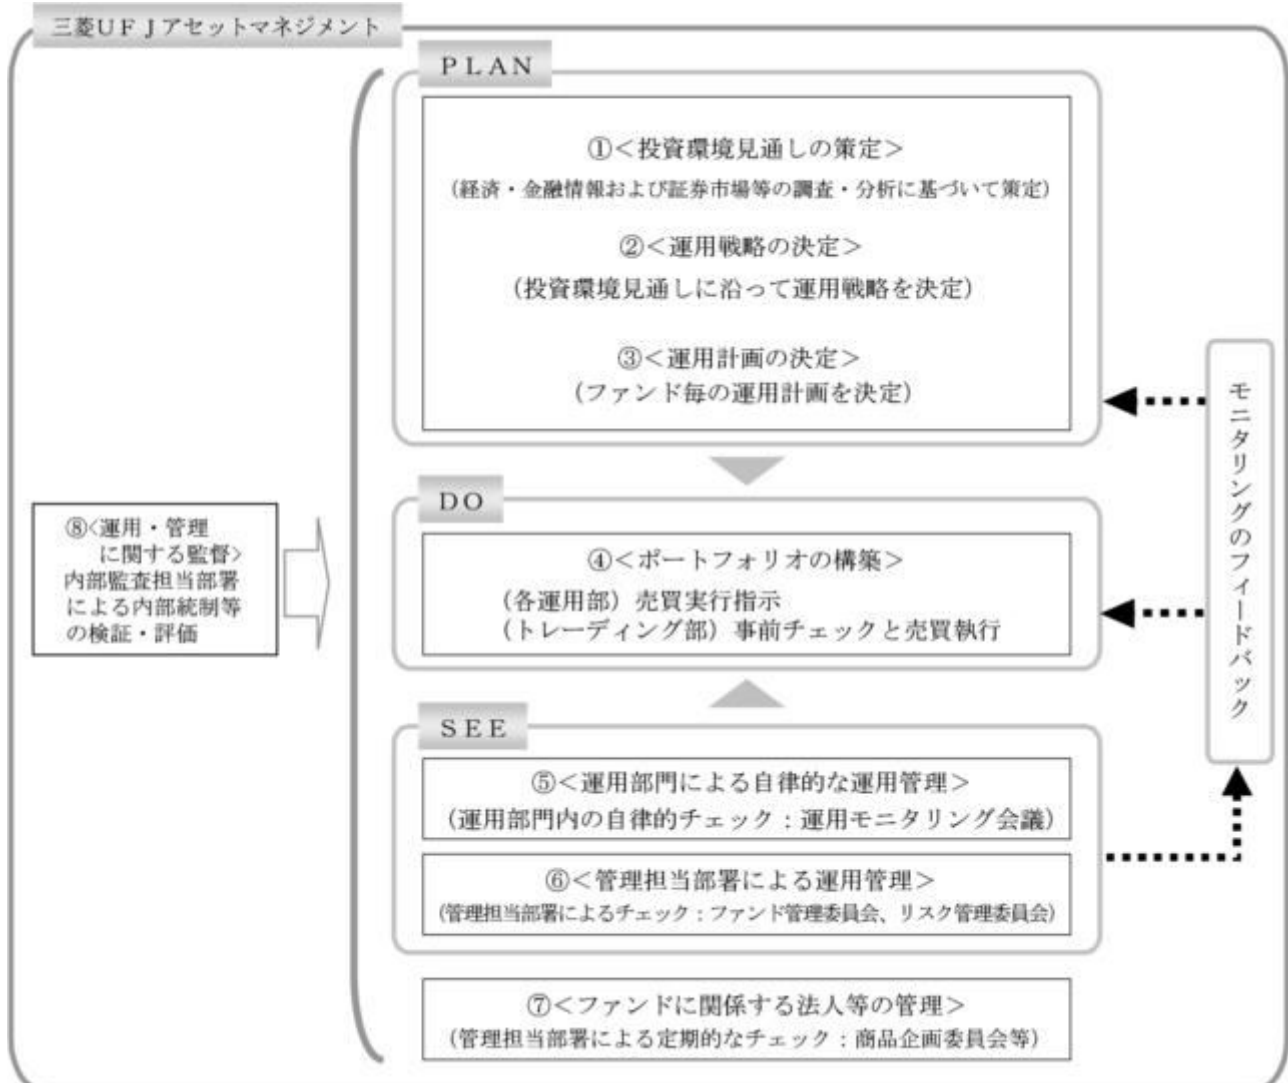 三菱ＵＦＪアセットマネジメント
ＰＬＡＮ
①＜投資環境見通しの策定＞
（経済・金融情報および証券市場等の調査・分析に基づいて策定）
②＜運用戦略の決定＞
（投資環境見通しに沿って運用戦略を決定）
③＜運用計画の決定＞
（ファンド毎の運用計画を決定）
ＤＯ
④＜ポートフォリオの構築＞
（各運用部）売買実行指示
（トレーディング部）事前チェックと売買執行
ＳＥＥ
⑤＜運用部門による自律的な運用管理＞
（運用部門内の自律的チェック：運用モニタリング会議）
⑥＜管理担当部署による運用管理＞
（管理担当部署によるチェック：ファンド管理委員会、リスク管理委員会）
⑦＜ファンドに関係する法人等の管理＞
（管理担当部署による定期的なチェック：商品企画委員会等）
⑧<運用・管理
に関する監督>
内部監査担当部署
による内部統制等
の検証・評価
モニタリングのフィードバック